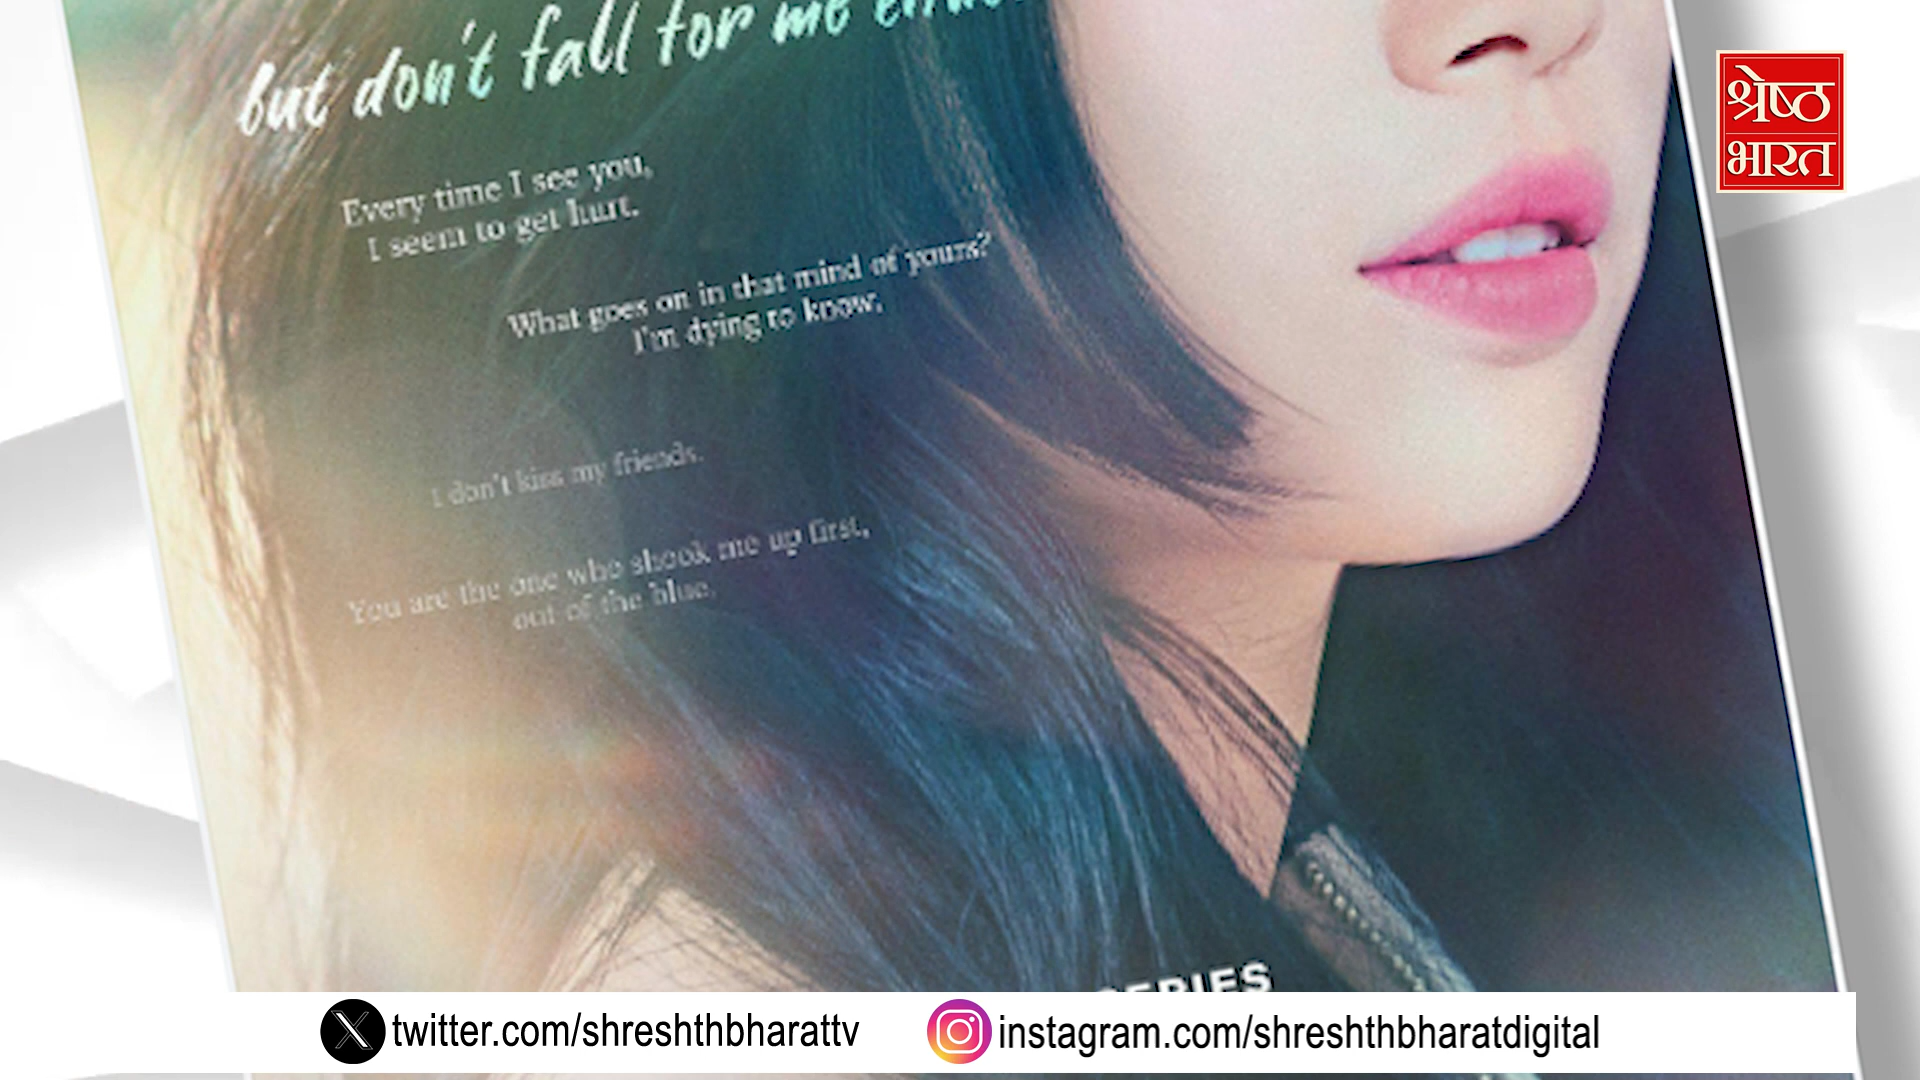 but don't fall for me
श्रेष्ठ
भारत
Every time I see you,
I seem to get hurt.
What goes on in that mind of yours?
I'm dying to know.
I don't kiss my friends.
You are the one who shook me up first,
out of the blue.
SERIES
twitter.com/shreshthbharattv
instagram.com/shreshthbharatdigital